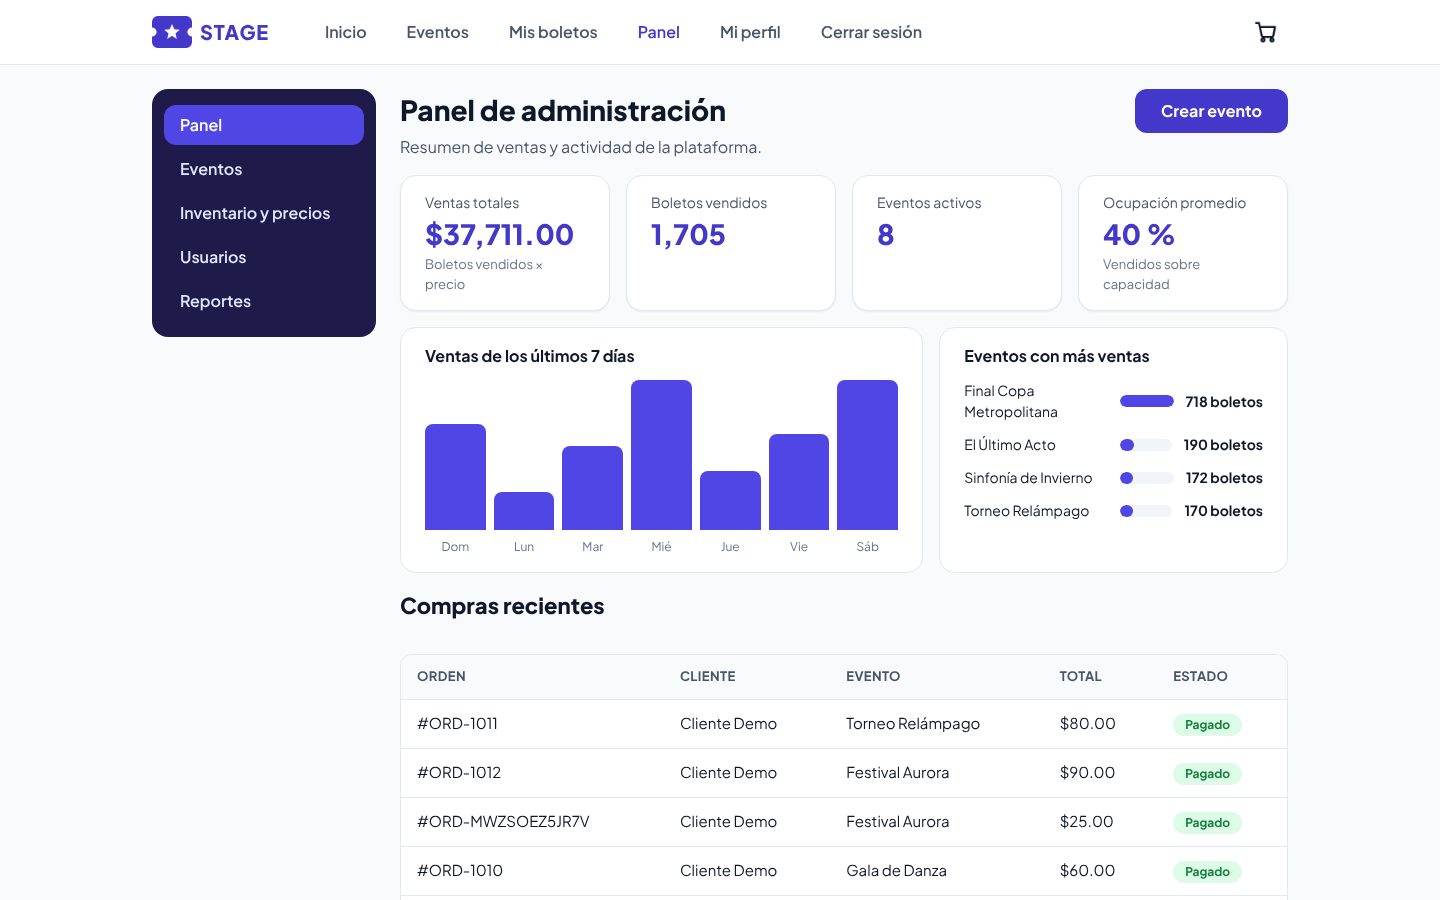 STAGE
Inicio
Eventos
Mis boletos
Panel
Mi perfil
Cerrar sesión
Panel
Eventos
Inventario y precios
Usuarios
Reportes
Panel de administración
Resumen de ventas y actividad de la plataforma.
Crear evento
Ventas totales
$37,711.00
Boletos vendidos ×
precio
Boletos vendidos
1,705
Eventos activos
8
Ocupación promedio
40 %
Vendidos sobre
capacidad
Ventas de los últimos 7 días
Dom
Lun
Mar
Mié
Jue
Vie
Sáb
Eventos con más ventas
Final Copa
Metropolitana
718 boletos
El Último Acto
190 boletos
Sinfonía de Invierno
172 boletos
Torneo Relámpago
170 boletos
Compras recientes
ORDEN CLIENTE EVENTO TOTAL ESTADO
#ORD-1011 Cliente Demo Torneo Relámpago $80.00 Pagado
#ORD-1012 Cliente Demo Festival Aurora $90.00 Pagado
#ORD-MWZSOEZ5JR7V Cliente Demo Festival Aurora $25.00 Pagado
#ORD-1010 Cliente Demo Gala de Danza $60.00 Pagado